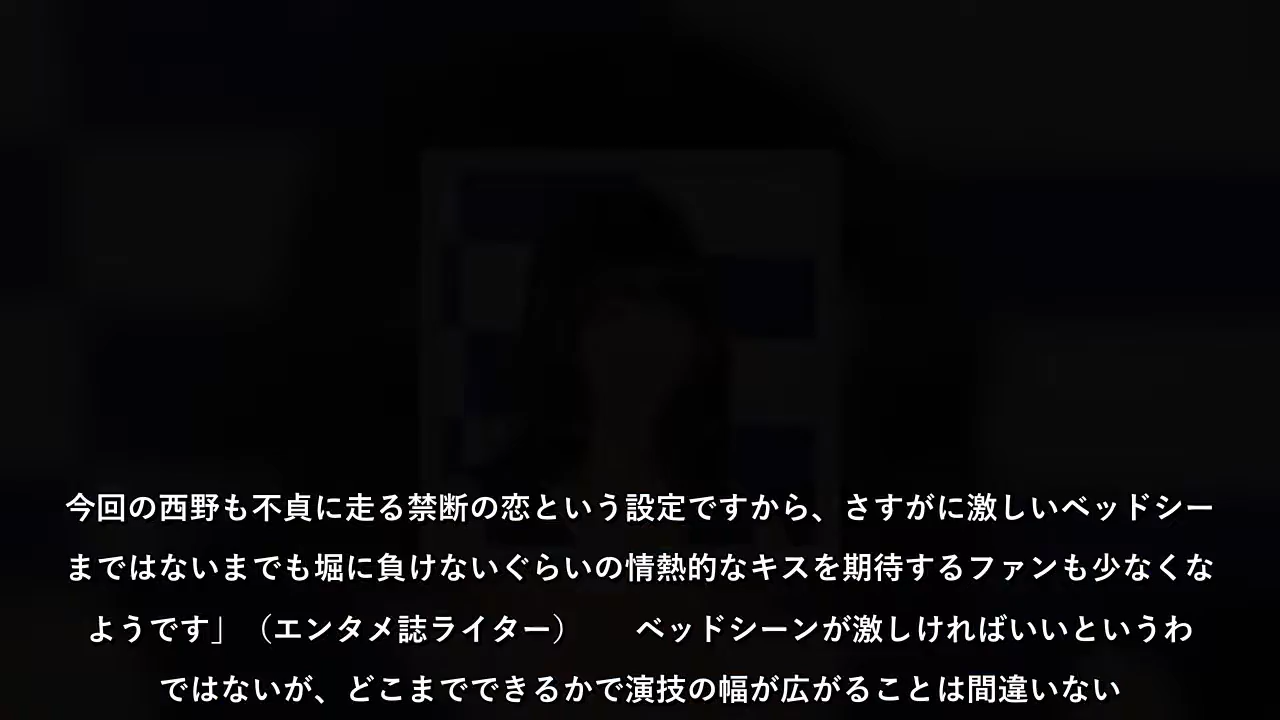 今回の西野も不貞に走る禁断の恋という設定ですから、さすがに激しいベッドシー
まではないまでも堀に負けないぐらいの情熱的なキスを期待するファンも少なくな
ようです」（エンタメ誌ライター）　　ベッドシーンが激しければいいというわ
ではないが、どこまでできるかで演技の幅が広がることは間違いない